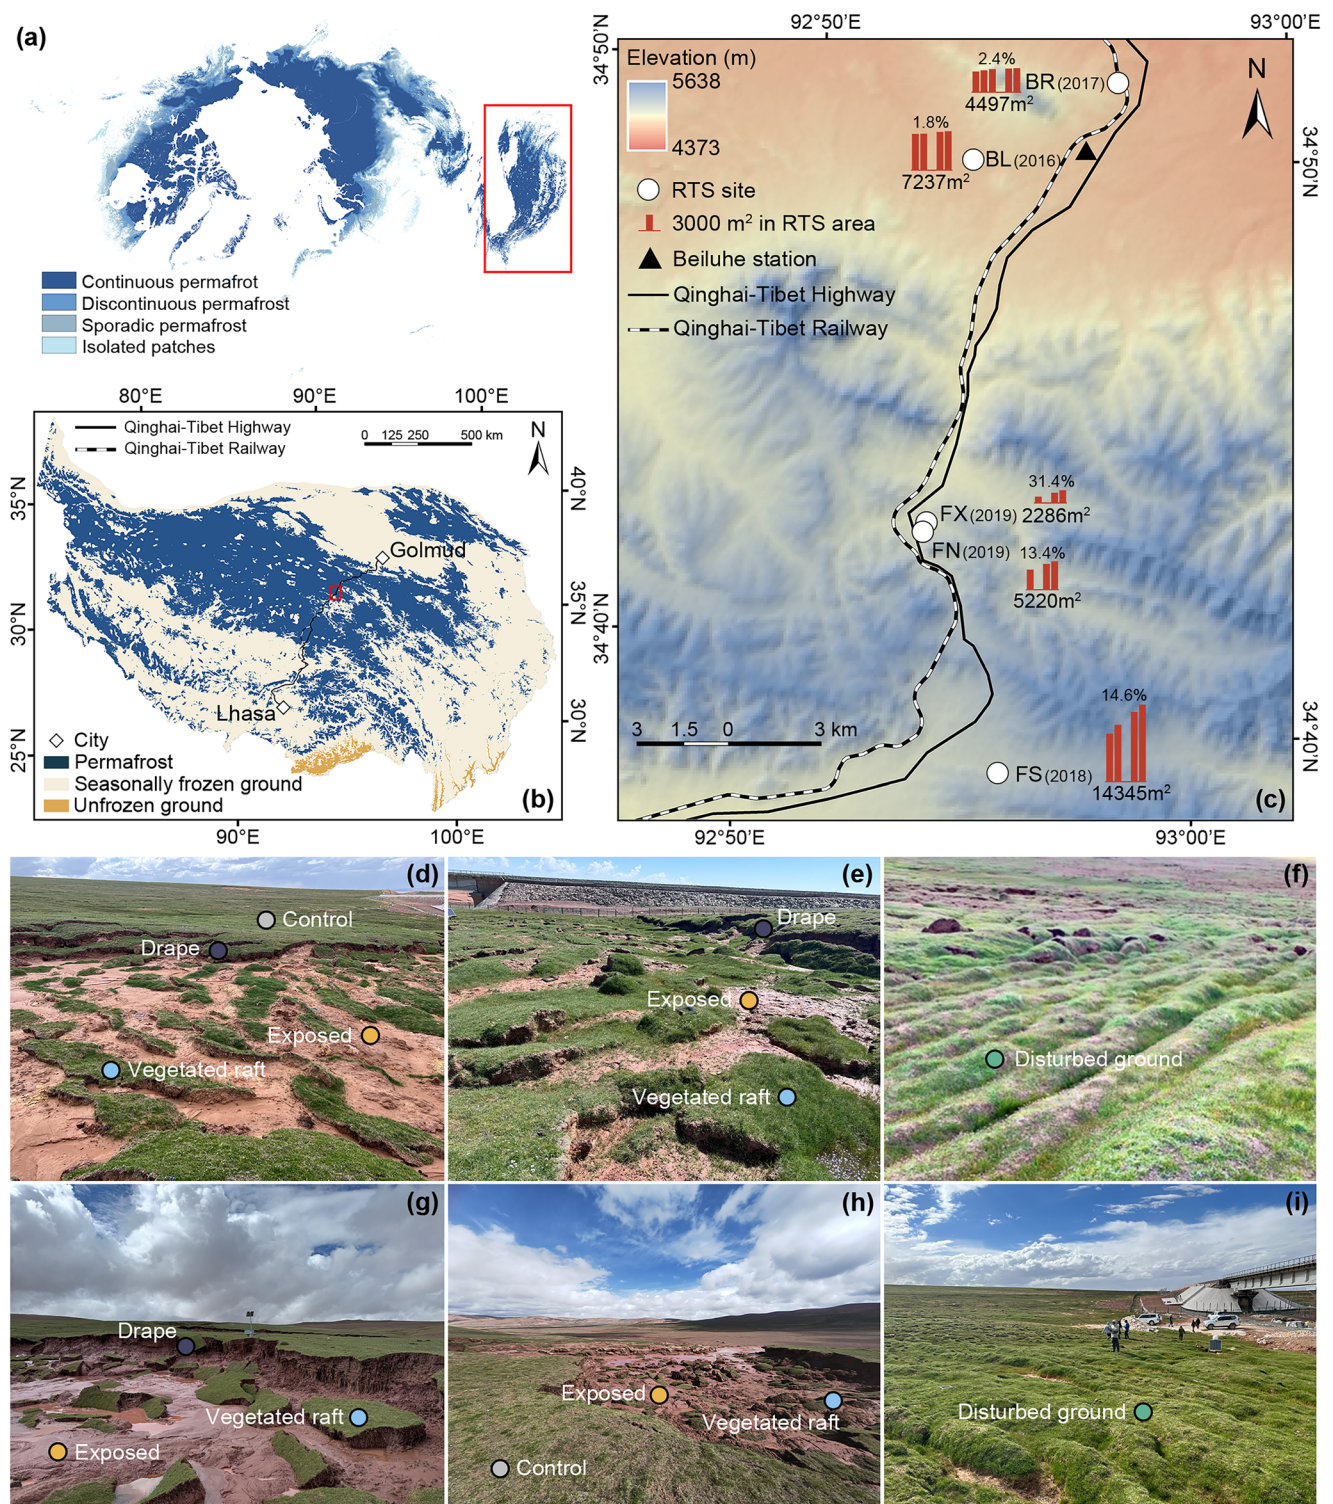 (a)
Continuous permafrot
Discontinuous permafrost
Sporadic permafrost
Isolated patches
80°E
90°E
100°E
Qinghai-Tibet Highway
Qinghai-Tibet Railway
0 125 250 500 km
N
35°N
30°N
25°N
40°N
35°N
30°N
Golmud
Lhasa
City
Permafrost
Seasonally frozen ground
Unfrozen ground
(b)
90°E
100°E
92°50'E
93°00'E
34°50'N
34°40'N
34°50'N
34°40'N
Elevation (m)
5638
4373
RTS site
3000 m² in RTS area
Beiluhe station
Qinghai-Tibet Highway
Qinghai-Tibet Railway
N
2.4%
BR(2017)
4497m²
1.8%
BL(2016)
7237m²
31.4%
FX(2019)
2286m²
FN(2019)
13.4%
5220m²
14.6%
FS(2018)
14345m²
3 1.5 0 3 km
(c)
92°50'E
93°00'E
(d)
Control
Drape
Exposed
Vegetated raft
(e)
Drape
Exposed
Vegetated raft
(f)
Disturbed ground
(g)
Drape
Vegetated raft
Exposed
(h)
Exposed
Vegetated raft
Control
(i)
Disturbed ground